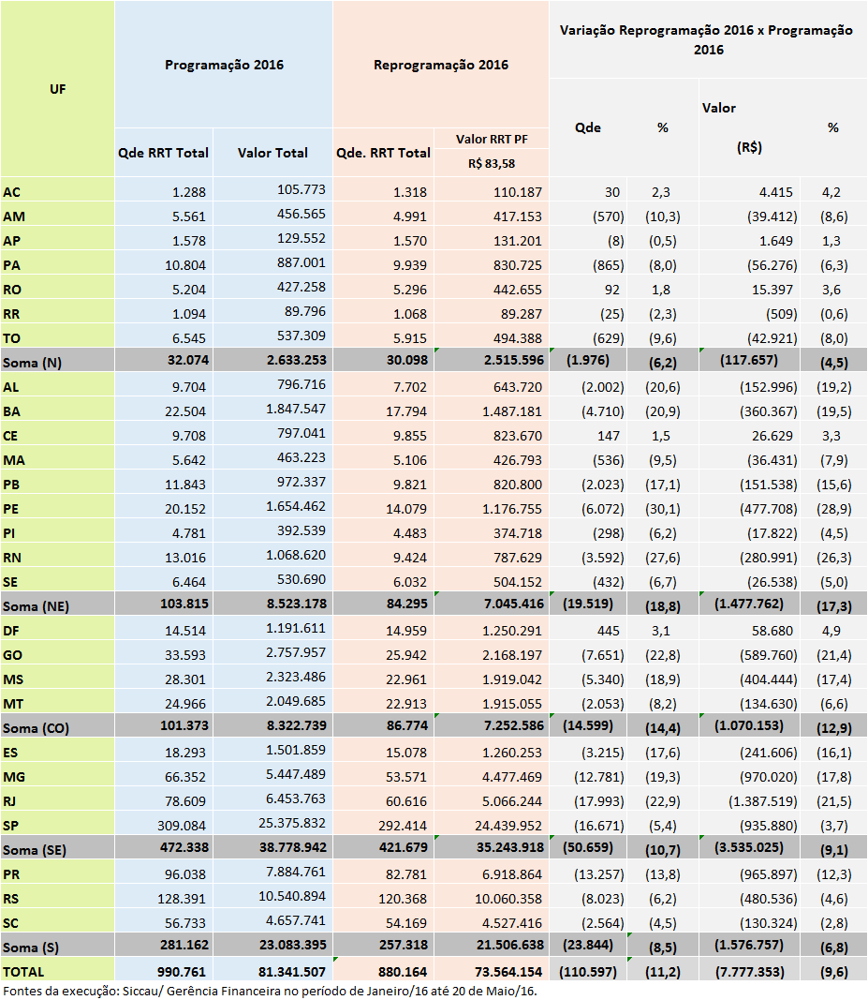 UF
Programação 2016
Reprogramação 2016
Variação Reprogramação 2016 x Programação
2016
Qde RRT Total Valor Total Qde. RRT Total Valor RRT PF
R$ 83,58
Qde % Valor
(R$) %
AC 1.288 105.773 1.318 110.187 30 2,3 4.415 4,2
AM 5.561 456.565 4.991 417.153 (570) (10,3) (39.412) (8,6)
AP 1.578 129.552 1.570 131.201 (8) (0,5) 1.649 1,3
PA 10.804 887.001 9.939 830.725 (865) (8,0) (56.276) (6,3)
RO 5.204 427.258 5.296 442.655 92 1,8 15.397 3,6
RR 1.094 89.796 1.068 89.287 (25) (2,3) (509) (0,6)
TO 6.545 537.309 5.915 494.388 (629) (9,6) (42.921) (8,0)
Soma (N) 32.074 2.633.253 30.098 2.515.596 (1.976) (6,2) (117.657) (4,5)
AL 9.704 796.716 7.702 643.720 (2.002) (20,6) (152.996) (19,2)
BA 22.504 1.847.547 17.794 1.487.181 (4.710) (20,9) (360.367) (19,5)
CE 9.708 797.041 9.855 823.670 147 1,5 26.629 3,3
MA 5.642 463.223 5.106 426.793 (536) (9,5) (36.431) (7,9)
PB 11.843 972.337 9.821 820.800 (2.023) (17,1) (151.538) (15,6)
PE 20.152 1.654.462 14.079 1.176.755 (6.072) (30,1) (477.708) (28,9)
PI 4.781 392.539 4.483 374.718 (298) (6,2) (17.822) (4,5)
RN 13.016 1.068.620 9.424 787.629 (3.592) (27,6) (280.991) (26,3)
SE 6.464 530.690 6.032 504.152 (432) (6,7) (26.538) (5,0)
Soma (NE) 103.815 8.523.178 84.295 7.045.416 (19.519) (18,8) (1.477.762) (17,3)
DF 14.514 1.191.611 14.959 1.250.291 445 3,1 58.680 4,9
GO 33.593 2.757.957 25.942 2.168.197 (7.651) (22,8) (589.760) (21,4)
MS 28.301 2.323.486 22.961 1.919.042 (5.340) (18,9) (404.444) (17,4)
MT 24.966 2.049.685 22.913 1.915.055 (2.053) (8,2) (134.630) (6,6)
Soma (CO) 101.373 8.322.739 86.774 7.252.586 (14.599) (14,4) (1.070.153) (12,9)
ES 18.293 1.501.859 15.078 1.260.253 (3.215) (17,6) (241.606) (16,1)
MG 66.352 5.447.489 53.571 4.477.469 (12.781) (19,3) (970.020) (17,8)
RJ 78.609 6.453.763 60.616 5.066.244 (17.993) (22,9) (1.387.519) (21,5)
SP 309.084 25.375.832 292.414 24.439.952 (16.671) (5,4) (935.880) (3,7)
Soma (SE) 472.338 38.778.942 421.679 35.243.918 (50.659) (10,7) (3.535.025) (9,1)
PR 96.038 7.884.761 82.781 6.918.864 (13.257) (13,8) (965.897) (12,3)
RS 128.391 10.540.894 120.368 10.060.358 (8.023) (6,2) (480.536) (4,6)
SC 56.733 4.657.741 54.169 4.527.416 (2.564) (4,5) (130.324) (2,8)
Soma (S) 281.162 23.083.395 257.318 21.506.638 (23.844) (8,5) (1.576.757) (6,8)
TOTAL 990.761 81.341.507 880.164 73.564.154 (110.597) (11,2) (7.777.353) (9,6)
Fontes da execução: Siccau/ Gerência Financeira no período de Janeiro/16 até 20 de Maio/16.